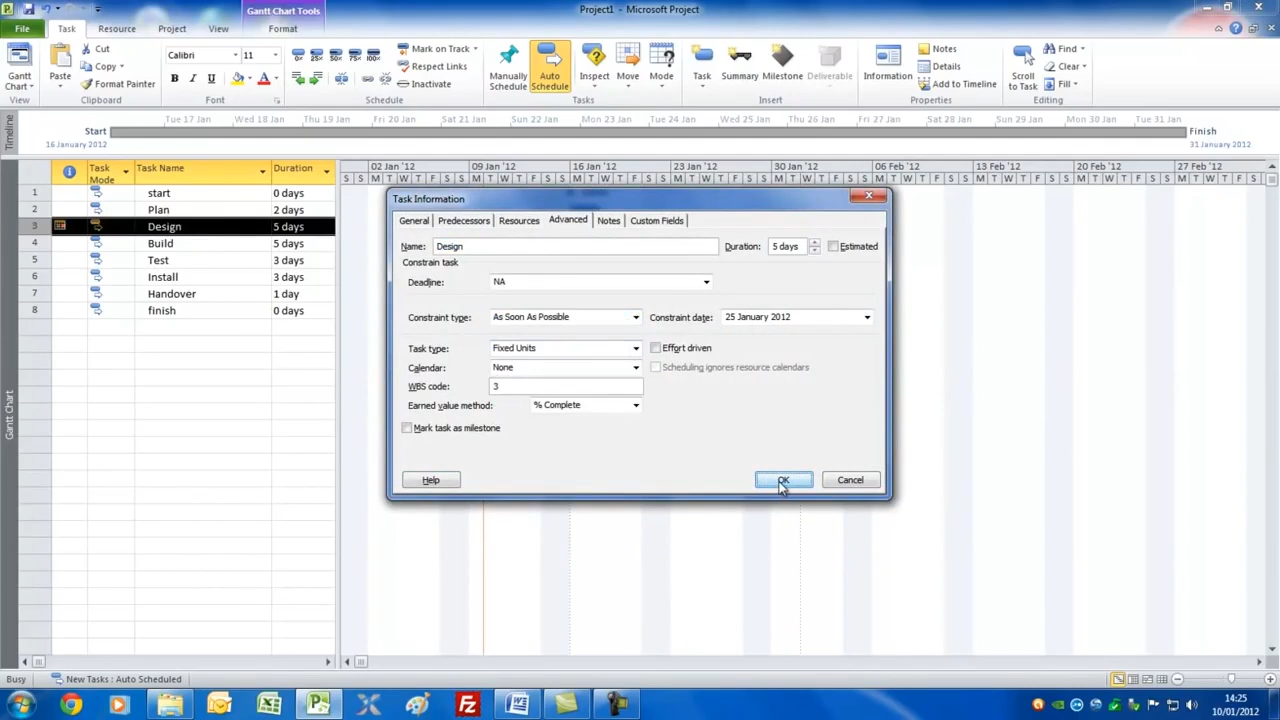 Gantt Chart Tools
Project1 - Microsoft Project
File Task Resource Project View Format
Gantt Chart
Paste
Cut
Copy
Format Painter
Calibri 11
B I U A
0% 25% 50% 75% 100%
Mark on Track
Respect Links
Inactivate
Manually Schedule
Auto Schedule
Inspect
Move
Mode
Task
Summary
Milestone
Deliverable
Information
Notes
Details
Add to Timeline
Scroll to Task
Find
Clear
Fill
View Clipboard Font Schedule Tasks Insert Properties Editing
Timeline
Start
16 January 2012
Tue 17 Jan Wed 18 Jan Thu 19 Jan Fri 20 Jan Sat 21 Jan Sun 22 Jan Mon 23 Jan Tue 24 Jan Wed 25 Jan Thu 26 Jan Fri 27 Jan Sat 28 Jan Sun 29 Jan Mon 30 Jan Tue 31 Jan
Finish
31 January 2012
Task Mode Task Name Duration
02 Jan '12 09 Jan '12 16 Jan '12 23 Jan '12 30 Jan '12 06 Feb '12 13 Feb '12 20 Feb '12 27 Feb '12
S S M T W T F S S M T W T F S S M T W T F S S M T W T F S S M T W T F S S M T W T F S S M T W T F S S M T W T F S S M T W T F S
1 start 0 days
2 Plan 2 days
3 Design 5 days
4 Build 5 days
5 Test 3 days
6 Install 3 days
7 Handover 1 day
8 finish 0 days
Gantt Chart
Task Information
General Predecessors Resources Advanced Notes Custom Fields
Name: Design Duration: 5 days Estimated
Constrain task
Deadline: NA
Constraint type: As Soon As Possible Constraint date: 25 January 2012
Task type: Fixed Units Effort driven
Calendar: None Scheduling ignores resource calendars
WBS code: 3
Earned value method: % Complete
Mark task as milestone
Help OK Cancel
Busy New Tasks : Auto Scheduled
14:25
10/01/2012